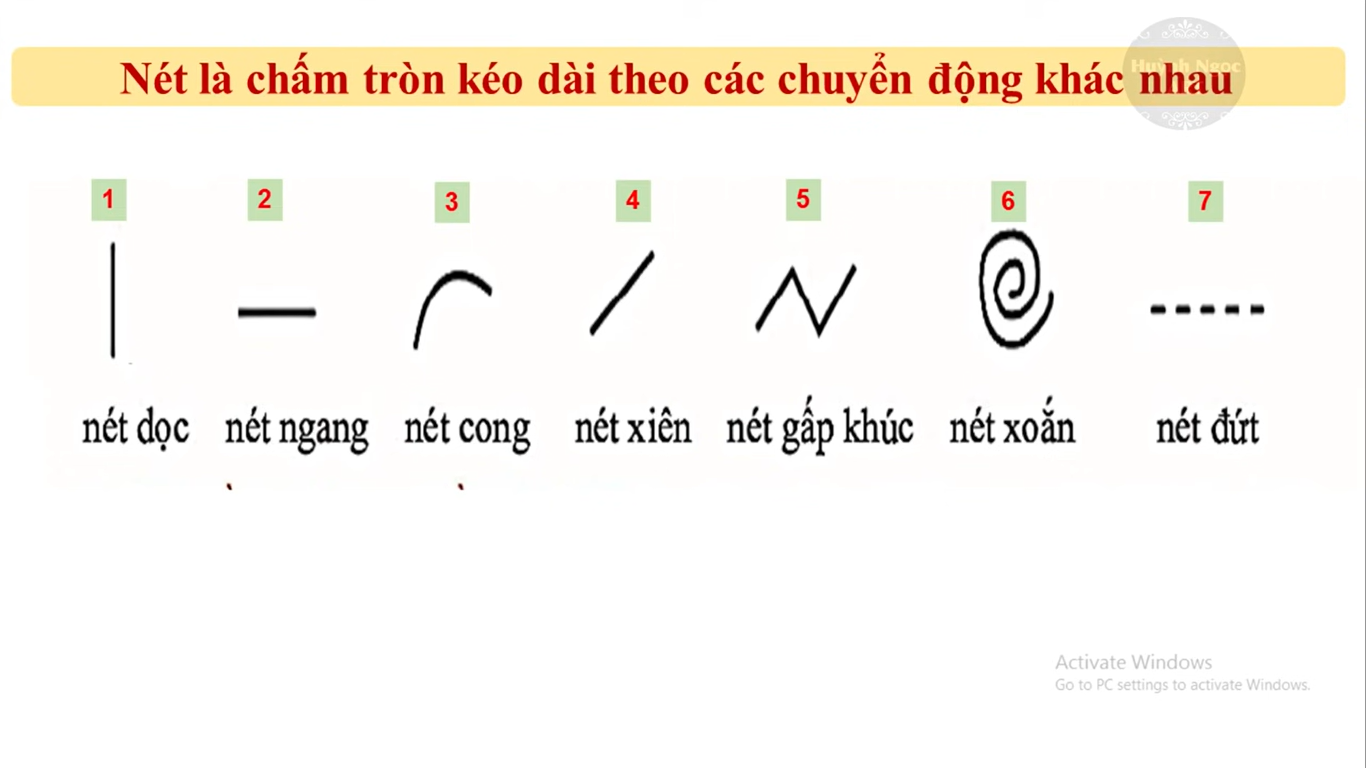 Nét là chấm tròn kéo dài theo các chuyển động khác nhau
Huỳnh Ngọc
1 2 3 4 5 6 7
nét dọc nét ngang nét cong nét xiên nét gấp khúc nét xoắn nét đứt
Activate Windows
Go to PC settings to activate Windows.